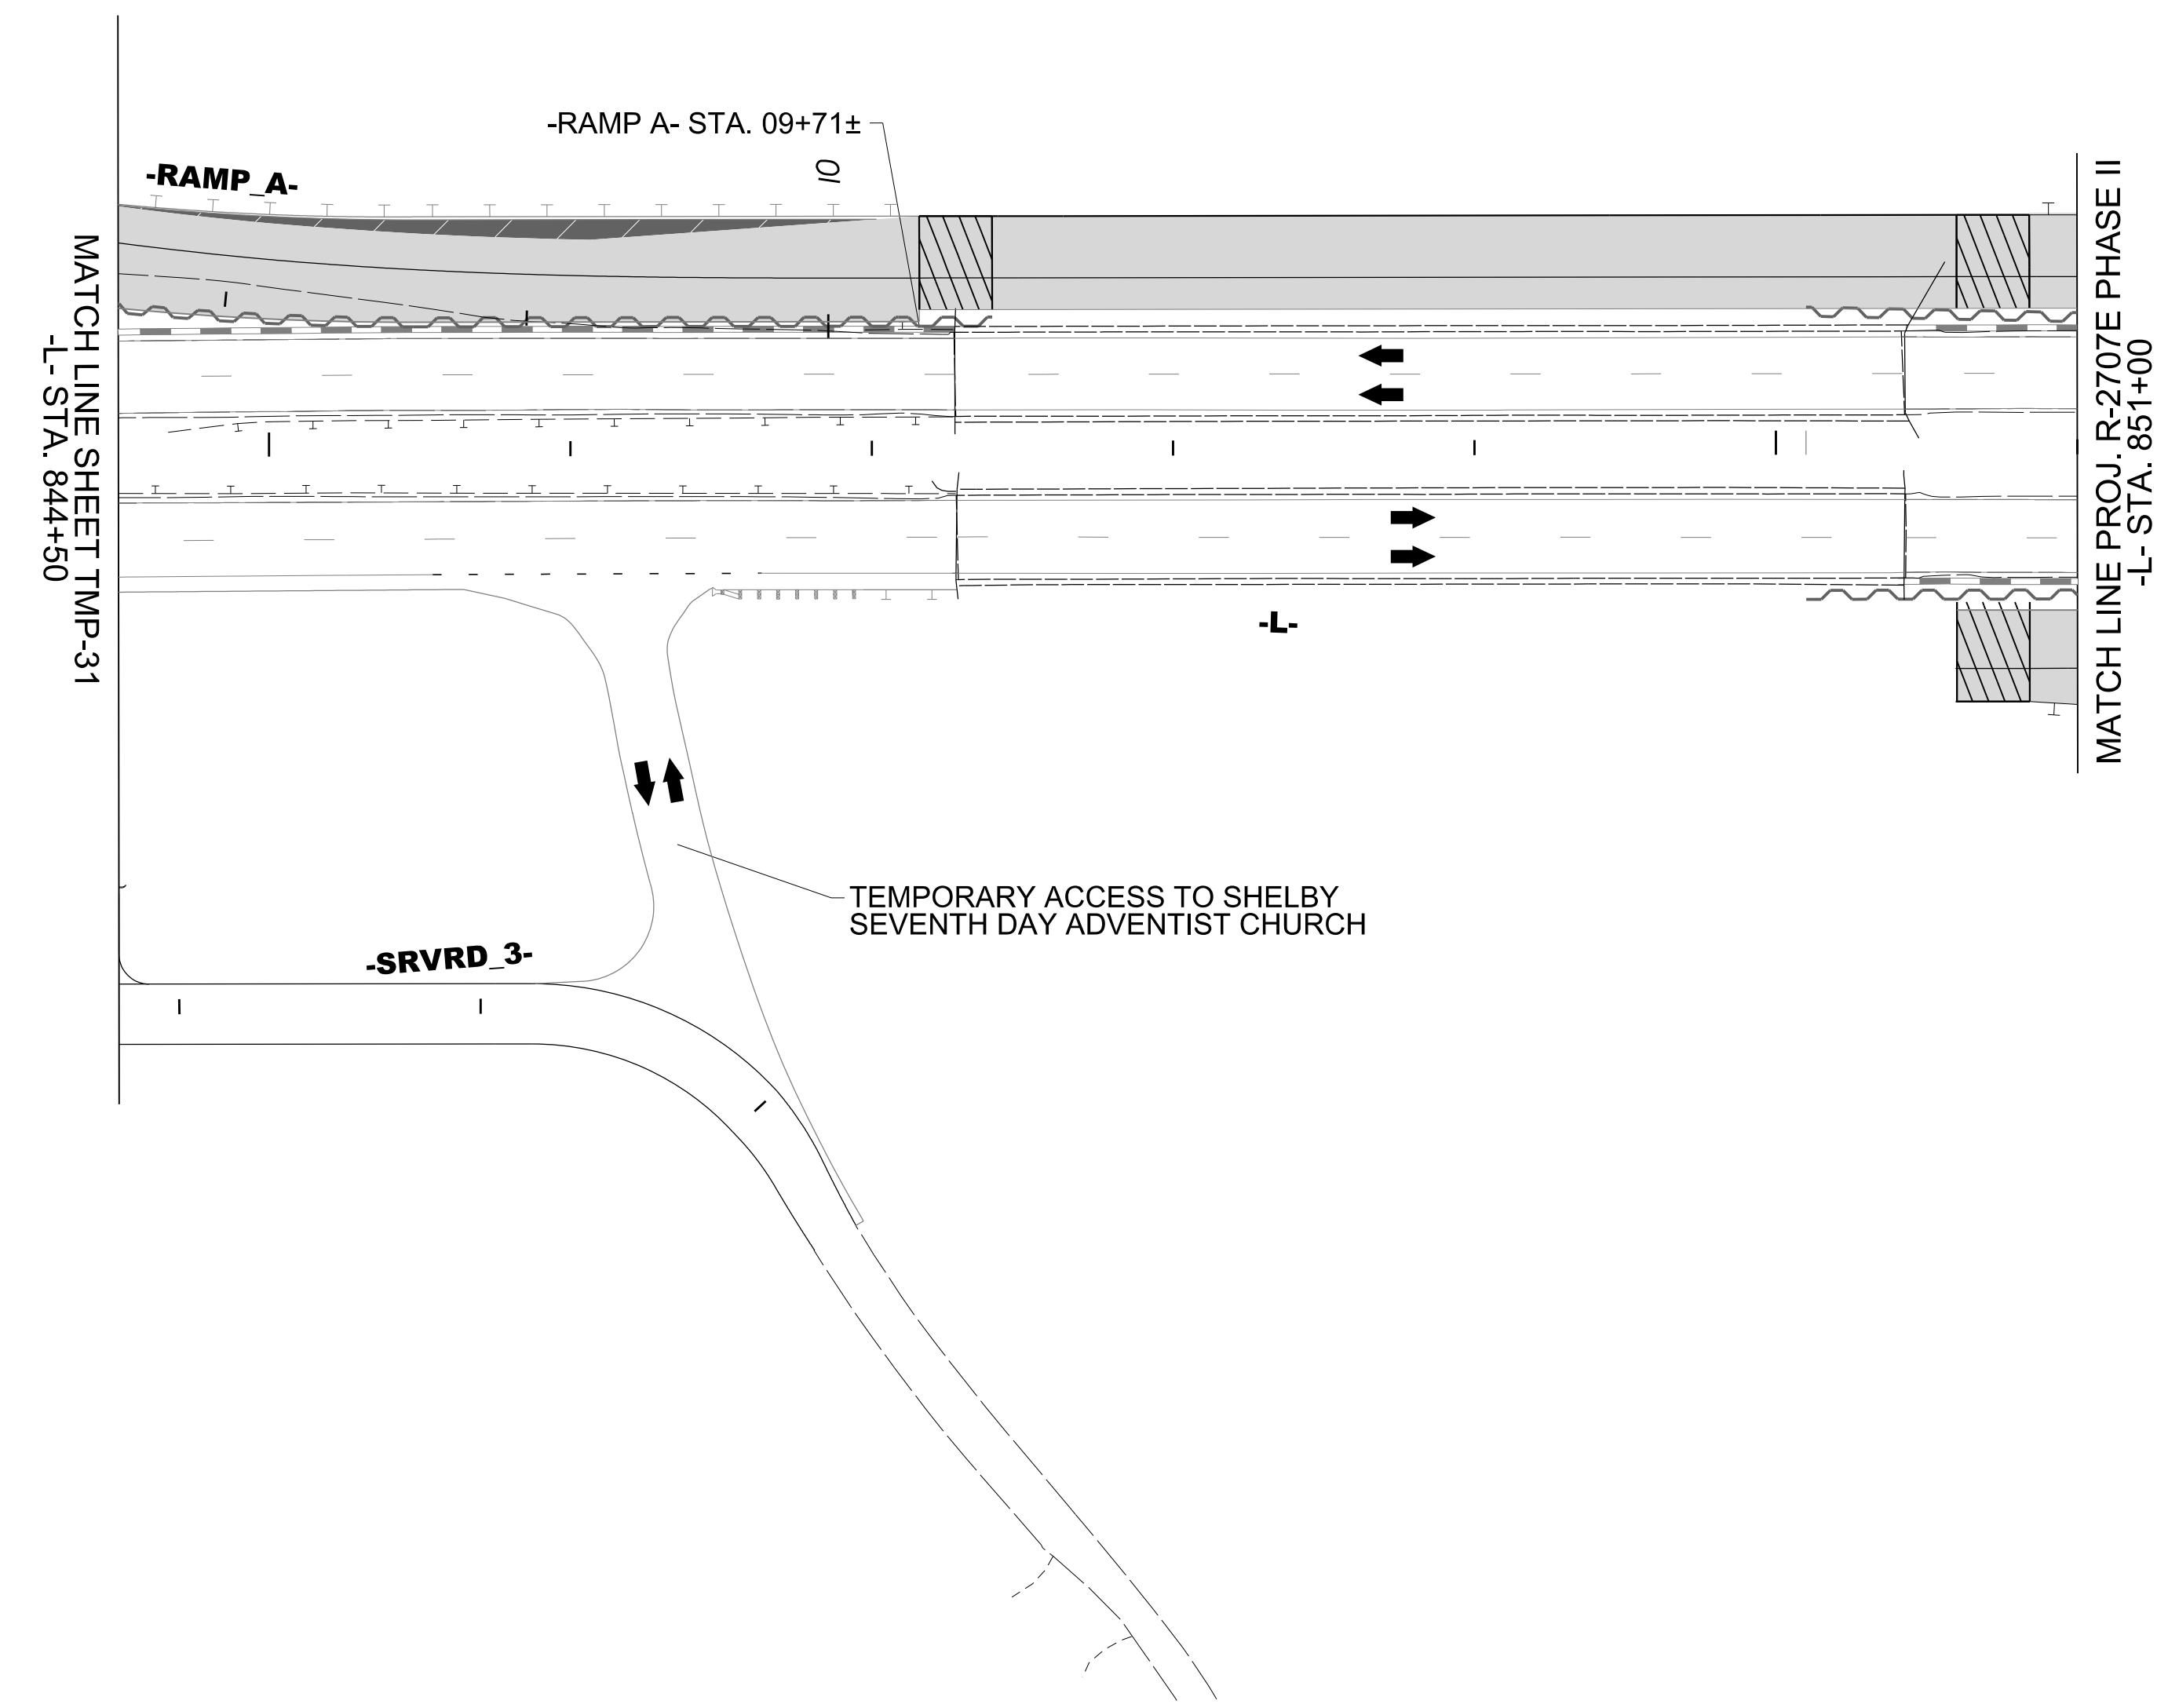 -RAMP A- STA. 09+71±
10
-RAMP_A-
MATCH LINE SHEET TMP-31
-L- STA. 844+50
MATCH LINE PROJ. R-2707E PHASE II
-L- STA. 851+00
-L-
TEMPORARY ACCESS TO SHELBY
SEVENTH DAY ADVENTIST CHURCH
-SRVRD_3-